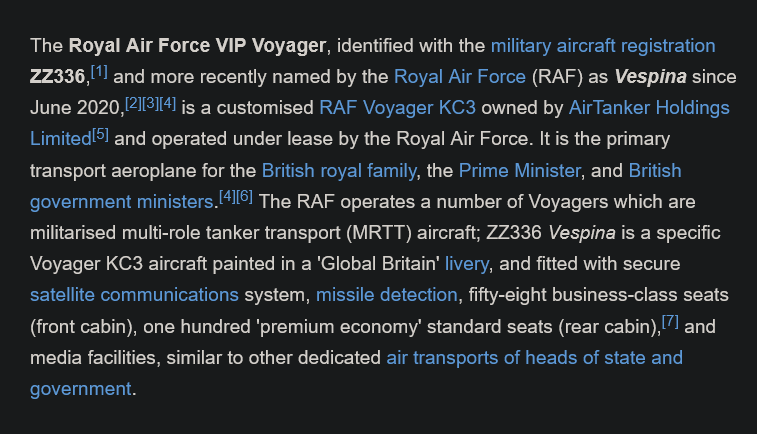 The Royal Air Force VIP Voyager, identified with the military aircraft registration
ZZ336,[1] and more recently named by the Royal Air Force (RAF) as Vespina since
June 2020,[2][3][4] is a customised RAF Voyager KC3 owned by AirTanker Holdings
Limited[5] and operated under lease by the Royal Air Force. It is the primary
transport aeroplane for the British royal family, the Prime Minister, and British
government ministers.[4][6] The RAF operates a number of Voyagers which are
militarised multi-role tanker transport (MRTT) aircraft; ZZ336 Vespina is a specific
Voyager KC3 aircraft painted in a 'Global Britain' livery, and fitted with secure
satellite communications system, missile detection, fifty-eight business-class seats
(front cabin), one hundred 'premium economy' standard seats (rear cabin),[7] and
media facilities, similar to other dedicated air transports of heads of state and
government.